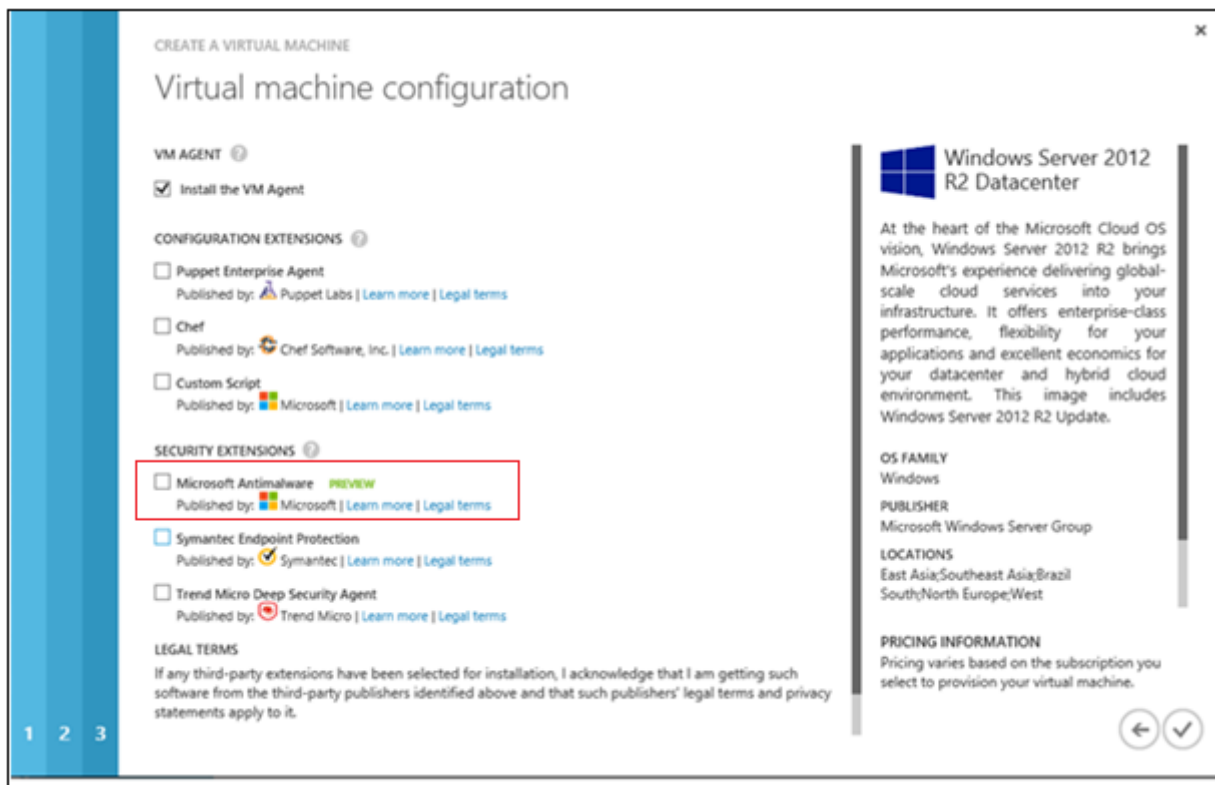 CREATE A VIRTUAL MACHINE
Virtual machine configuration
VM AGENT ?
Install the VM Agent
CONFIGURATION EXTENSIONS ?
Puppet Enterprise Agent
Published by: Puppet Labs | Learn more | Legal terms
Chef
Published by: Chef Software, Inc. | Learn more | Legal terms
Custom Script
Published by: Microsoft | Learn more | Legal terms
SECURITY EXTENSIONS ?
Microsoft Antimalware PREVIEW
Published by: Microsoft | Learn more | Legal terms
Symantec Endpoint Protection
Published by: Symantec | Learn more | Legal terms
Trend Micro Deep Security Agent
Published by: Trend Micro | Learn more | Legal terms
LEGAL TERMS
If any third-party extensions have been selected for installation, I acknowledge that I am getting such
software from the third-party publishers identified above and that such publishers' legal terms and privacy
statements apply to it.
Windows Server 2012
R2 Datacenter
At the heart of the Microsoft Cloud OS
vision, Windows Server 2012 R2 brings
Microsoft's experience delivering global-
scale cloud services into your
infrastructure. It offers enterprise-class
performance, flexibility for your
applications and excellent economics for
your datacenter and hybrid cloud
environment. This image includes
Windows Server 2012 R2 Update.
OS FAMILY
Windows
PUBLISHER
Microsoft Windows Server Group
LOCATIONS
East Asia;Southeast Asia;Brazil
South;North Europe;West
PRICING INFORMATION
Pricing varies based on the subscription you
select to provision your virtual machine.
1 2 3